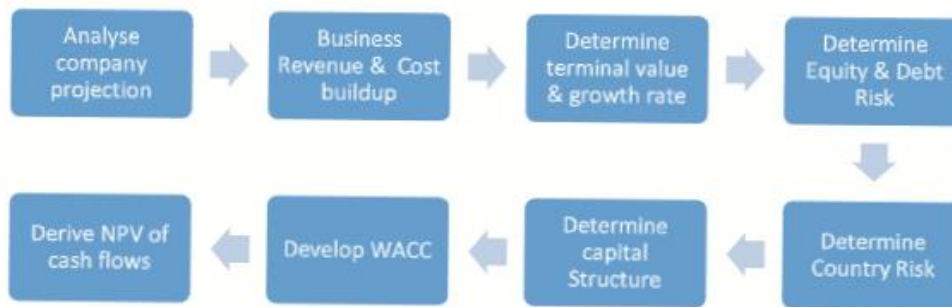 Analyse
company
projection
Business
Revenue & Cost
buildup
Determine
terminal value
& growth rate
Determine
Equity & Debt
Risk
Determine
Country Risk
Determine
capital
Structure
Develop WACC
Derive NPV of
cash flows